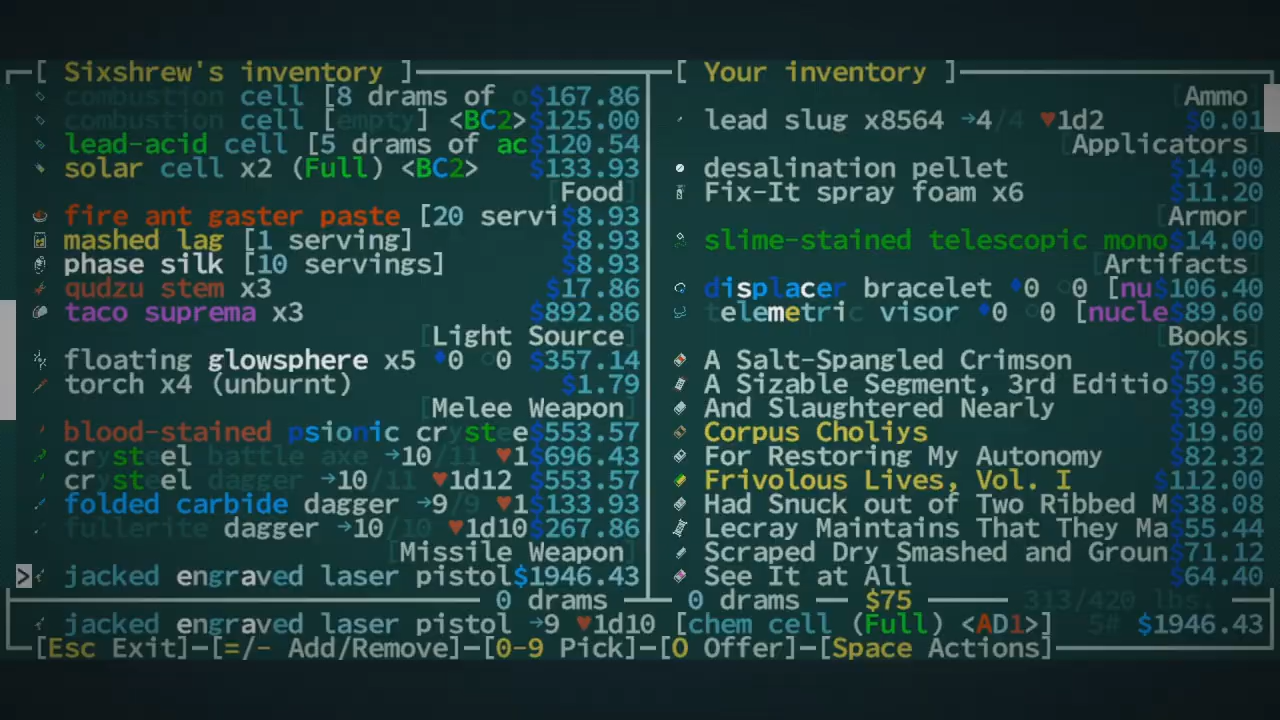 [ Sixshrew's inventory ]
combustion cell [8 drams of o $167.86
combustion cell [empty] <BC2> $125.00
lead-acid cell [5 drams of ac $120.54
solar cell x2 (Full) <BC2> $133.93
[Food]
fire ant gaster paste [20 servi $8.93
mashed lag [1 serving] $8.93
phase silk [10 servings] $8.93
qudzu stem x3 $17.86
taco suprema x3 $892.86
[Light Source]
floating glowsphere x5 ♦0 ○0 $357.14
torch x4 (unburnt) $1.79
[Melee Weapon]
blood-stained psionic crystee $553.57
crysteel battle axe →10/11 ♥1 $696.43
crysteel dagger →10/11 ♥1d12 $553.57
folded carbide dagger →9/9 ♥1 $133.93
fullerite dagger →10/10 ♥1d10 $267.86
[Missile Weapon]
> jacked engraved laser pistol $1946.43
[ Your inventory ]
[Ammo]
lead slug x8564 →4/4 ♥1d2 $0.01
[Applicators]
desalination pellet $14.00
Fix-It spray foam x6 $11.20
[Armor]
slime-stained telescopic mono $14.00
[Artifacts]
displacer bracelet ♦0 ○0 [nu $106.40
telemetric visor ♦0 ○0 [nucle $89.60
[Books]
A Salt-Spangled Crimson $70.56
A Sizable Segment, 3rd Editio $59.36
And Slaughtered Nearly $39.20
Corpus Choliys $19.60
For Restoring My Autonomy $82.32
Frivolous Lives, Vol. I $112.00
Had Snuck out of Two Ribbed M $38.08
Lecray Maintains That They Ma $55.44
Scraped Dry Smashed and Groun $71.12
See It at All $64.40
0 drams 0 drams $75 313/420 lbs.
jacked engraved laser pistol →9 ♥1d10 [chem cell (Full) <AD1>] 5# $1946.43
[Esc Exit]-[=/- Add/Remove]-[0-9 Pick]-[O Offer]-[Space Actions]